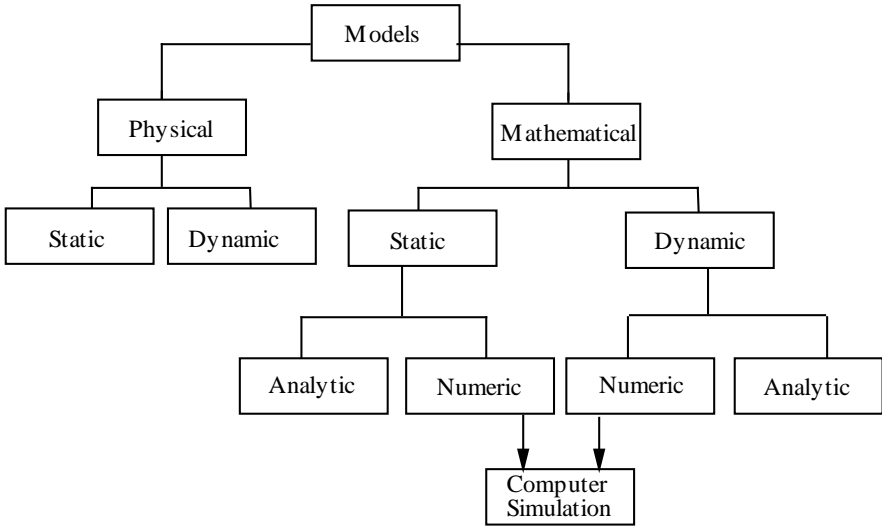 Models
Physical
Mathematical
Static
Dynamic
Static
Dynamic
Analytic
Numeric
Numeric
Analytic
Computer
Simulation